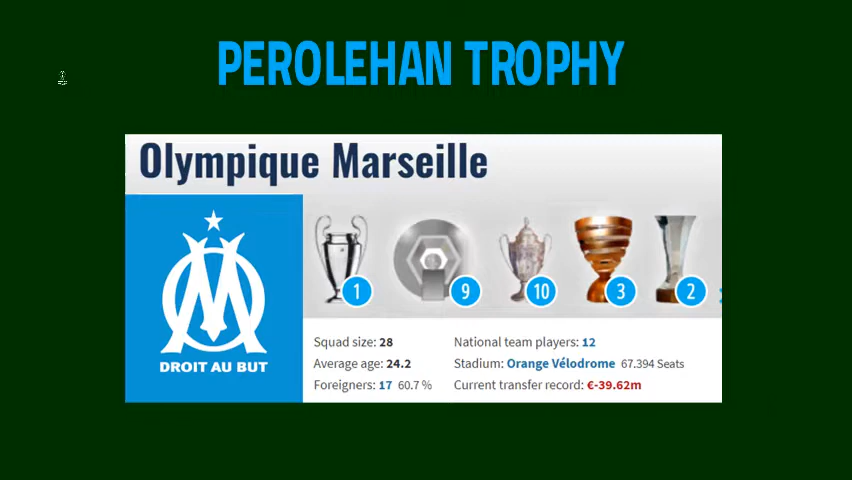 PEROLEHAN TROPHY
Olympique Marseille
1 9 10 3 2
DROIT AU BUT
Squad size: 28 National team players: 12
Average age: 24.2 Stadium: Orange Vélodrome 67.394 Seats
Foreigners: 17 60.7 % Current transfer record: €-39.62m